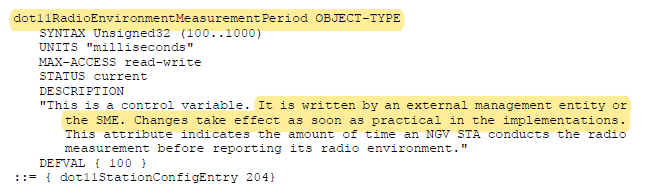 dot11RadioEnvironmentMeasurementPeriod OBJECT-TYPE
SYNTAX Unsigned32 (100..1000)
UNITS "milliseconds"
MAX-ACCESS read-write
STATUS current
DESCRIPTION
"This is a control variable. It is written by an external management entity or
the SME. Changes take effect as soon as practical in the implementations.
This attribute indicates the amount of time an NGV STA conducts the radio
measurement before reporting its radio environment."
DEFVAL { 100 }
::= { dot11StationConfigEntry 204}